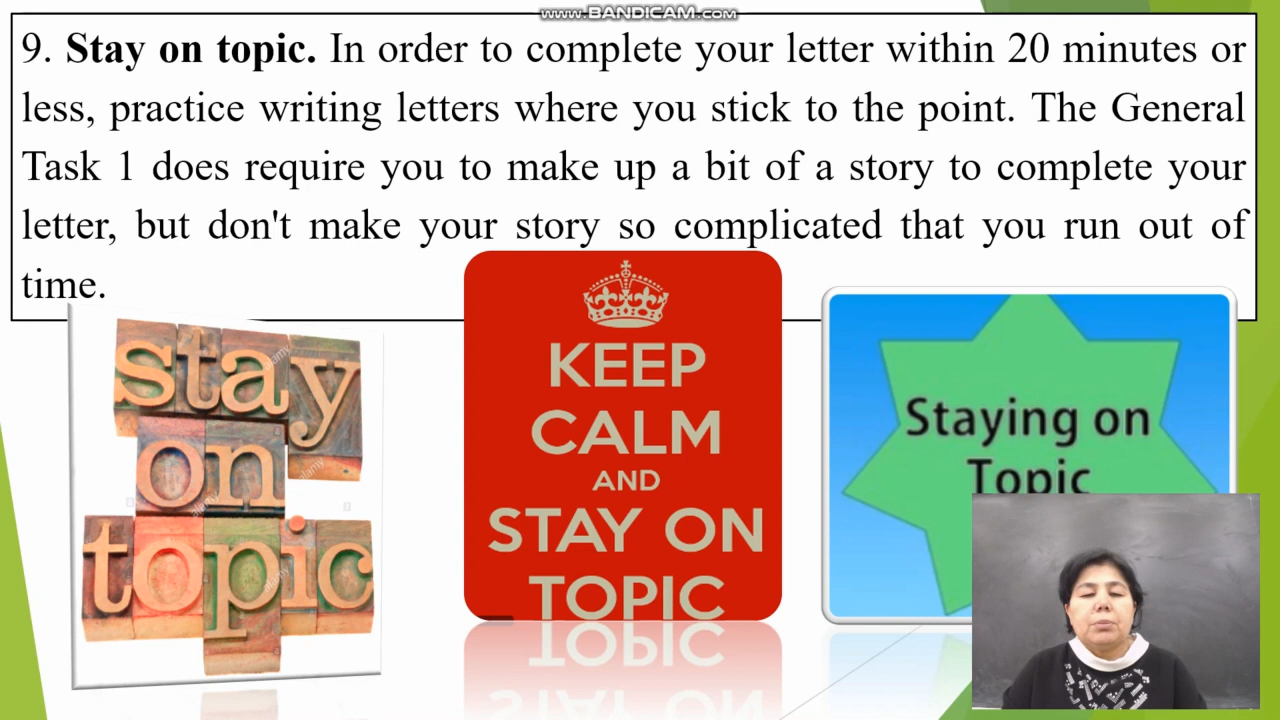 www.BANDICAM.com
9. Stay on topic. In order to complete your letter within 20 minutes or
less, practice writing letters where you stick to the point. The General
Task 1 does require you to make up a bit of a story to complete your
letter, but don't make your story so complicated that you run out of
time.
stay
on
topic
KEEP
CALM
AND
STAY ON
TOPIC
Staying on
Topic